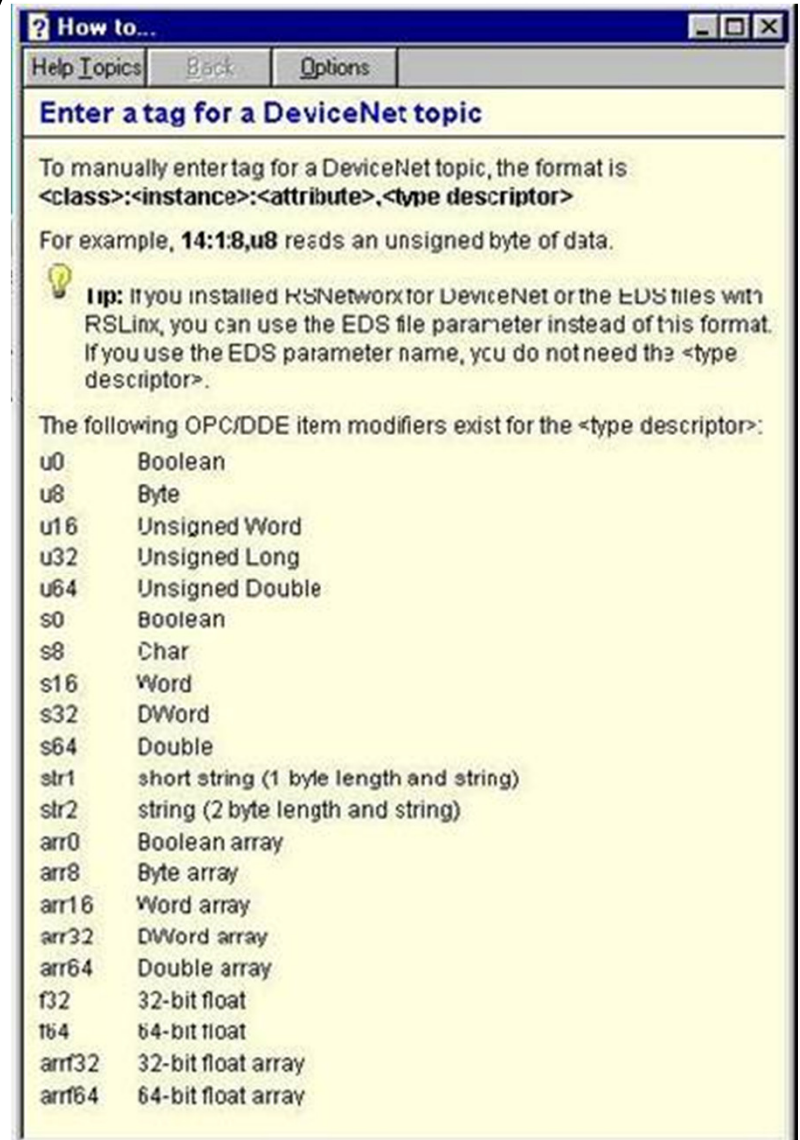 How to...
Help Topics Back Options
Enter a tag for a DeviceNet topic
To manually enter tag for a DeviceNet topic, the format is
<class>:<instance>:<attribute>,<type descriptor>
For example, 14:1:8,u8 reads an unsigned byte of data.
Tip: If you installed RSNetworx for DeviceNet or the EDS files with
RSLinx, you can use the EDS file parameter instead of this format.
If you use the EDS parameter name, you do not need the <type
descriptor>.
The following OPC/DDE item modifiers exist for the <type descriptor>:
u0 Boolean
u8 Byte
u16 Unsigned Word
u32 Unsigned Long
u64 Unsigned Double
s0 Boolean
s8 Char
s16 Word
s32 DWord
s64 Double
str1 short string (1 byte length and string)
str2 string (2 byte length and string)
arr0 Boolean array
arr8 Byte array
arr16 Word array
arr32 DWord array
arr64 Double array
f32 32-bit float
f64 64-bit float
arrf32 32-bit float array
arrf64 64-bit float array